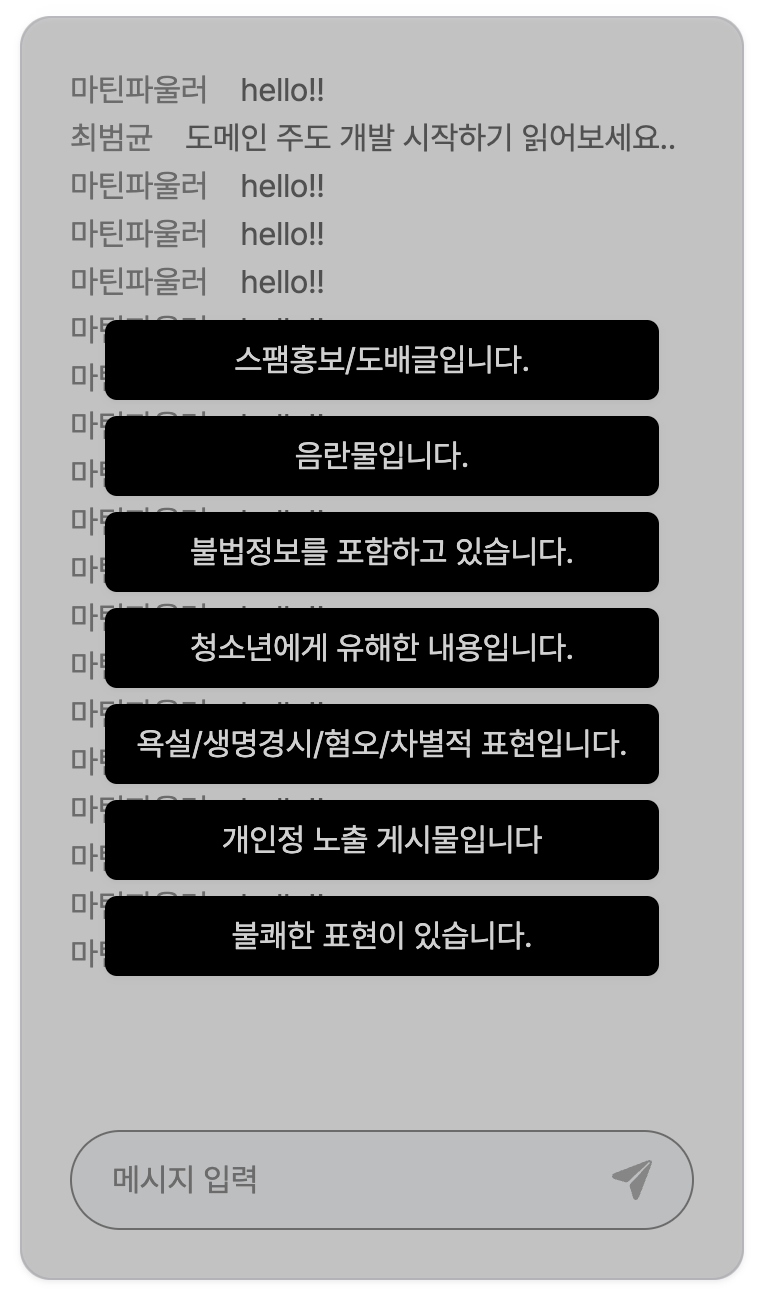 마틴파울러 hello!!
최범균 도메인 주도 개발 시작하기 읽어보세요..
마틴파울러 hello!!
마틴파울러 hello!!
마틴파울러 hello!!
스팸홍보/도배글입니다.
음란물입니다.
불법정보를 포함하고 있습니다.
청소년에게 유해한 내용입니다.
욕설/생명경시/혐오/차별적 표현입니다.
개인정 노출 게시물입니다
불쾌한 표현이 있습니다.
메시지 입력